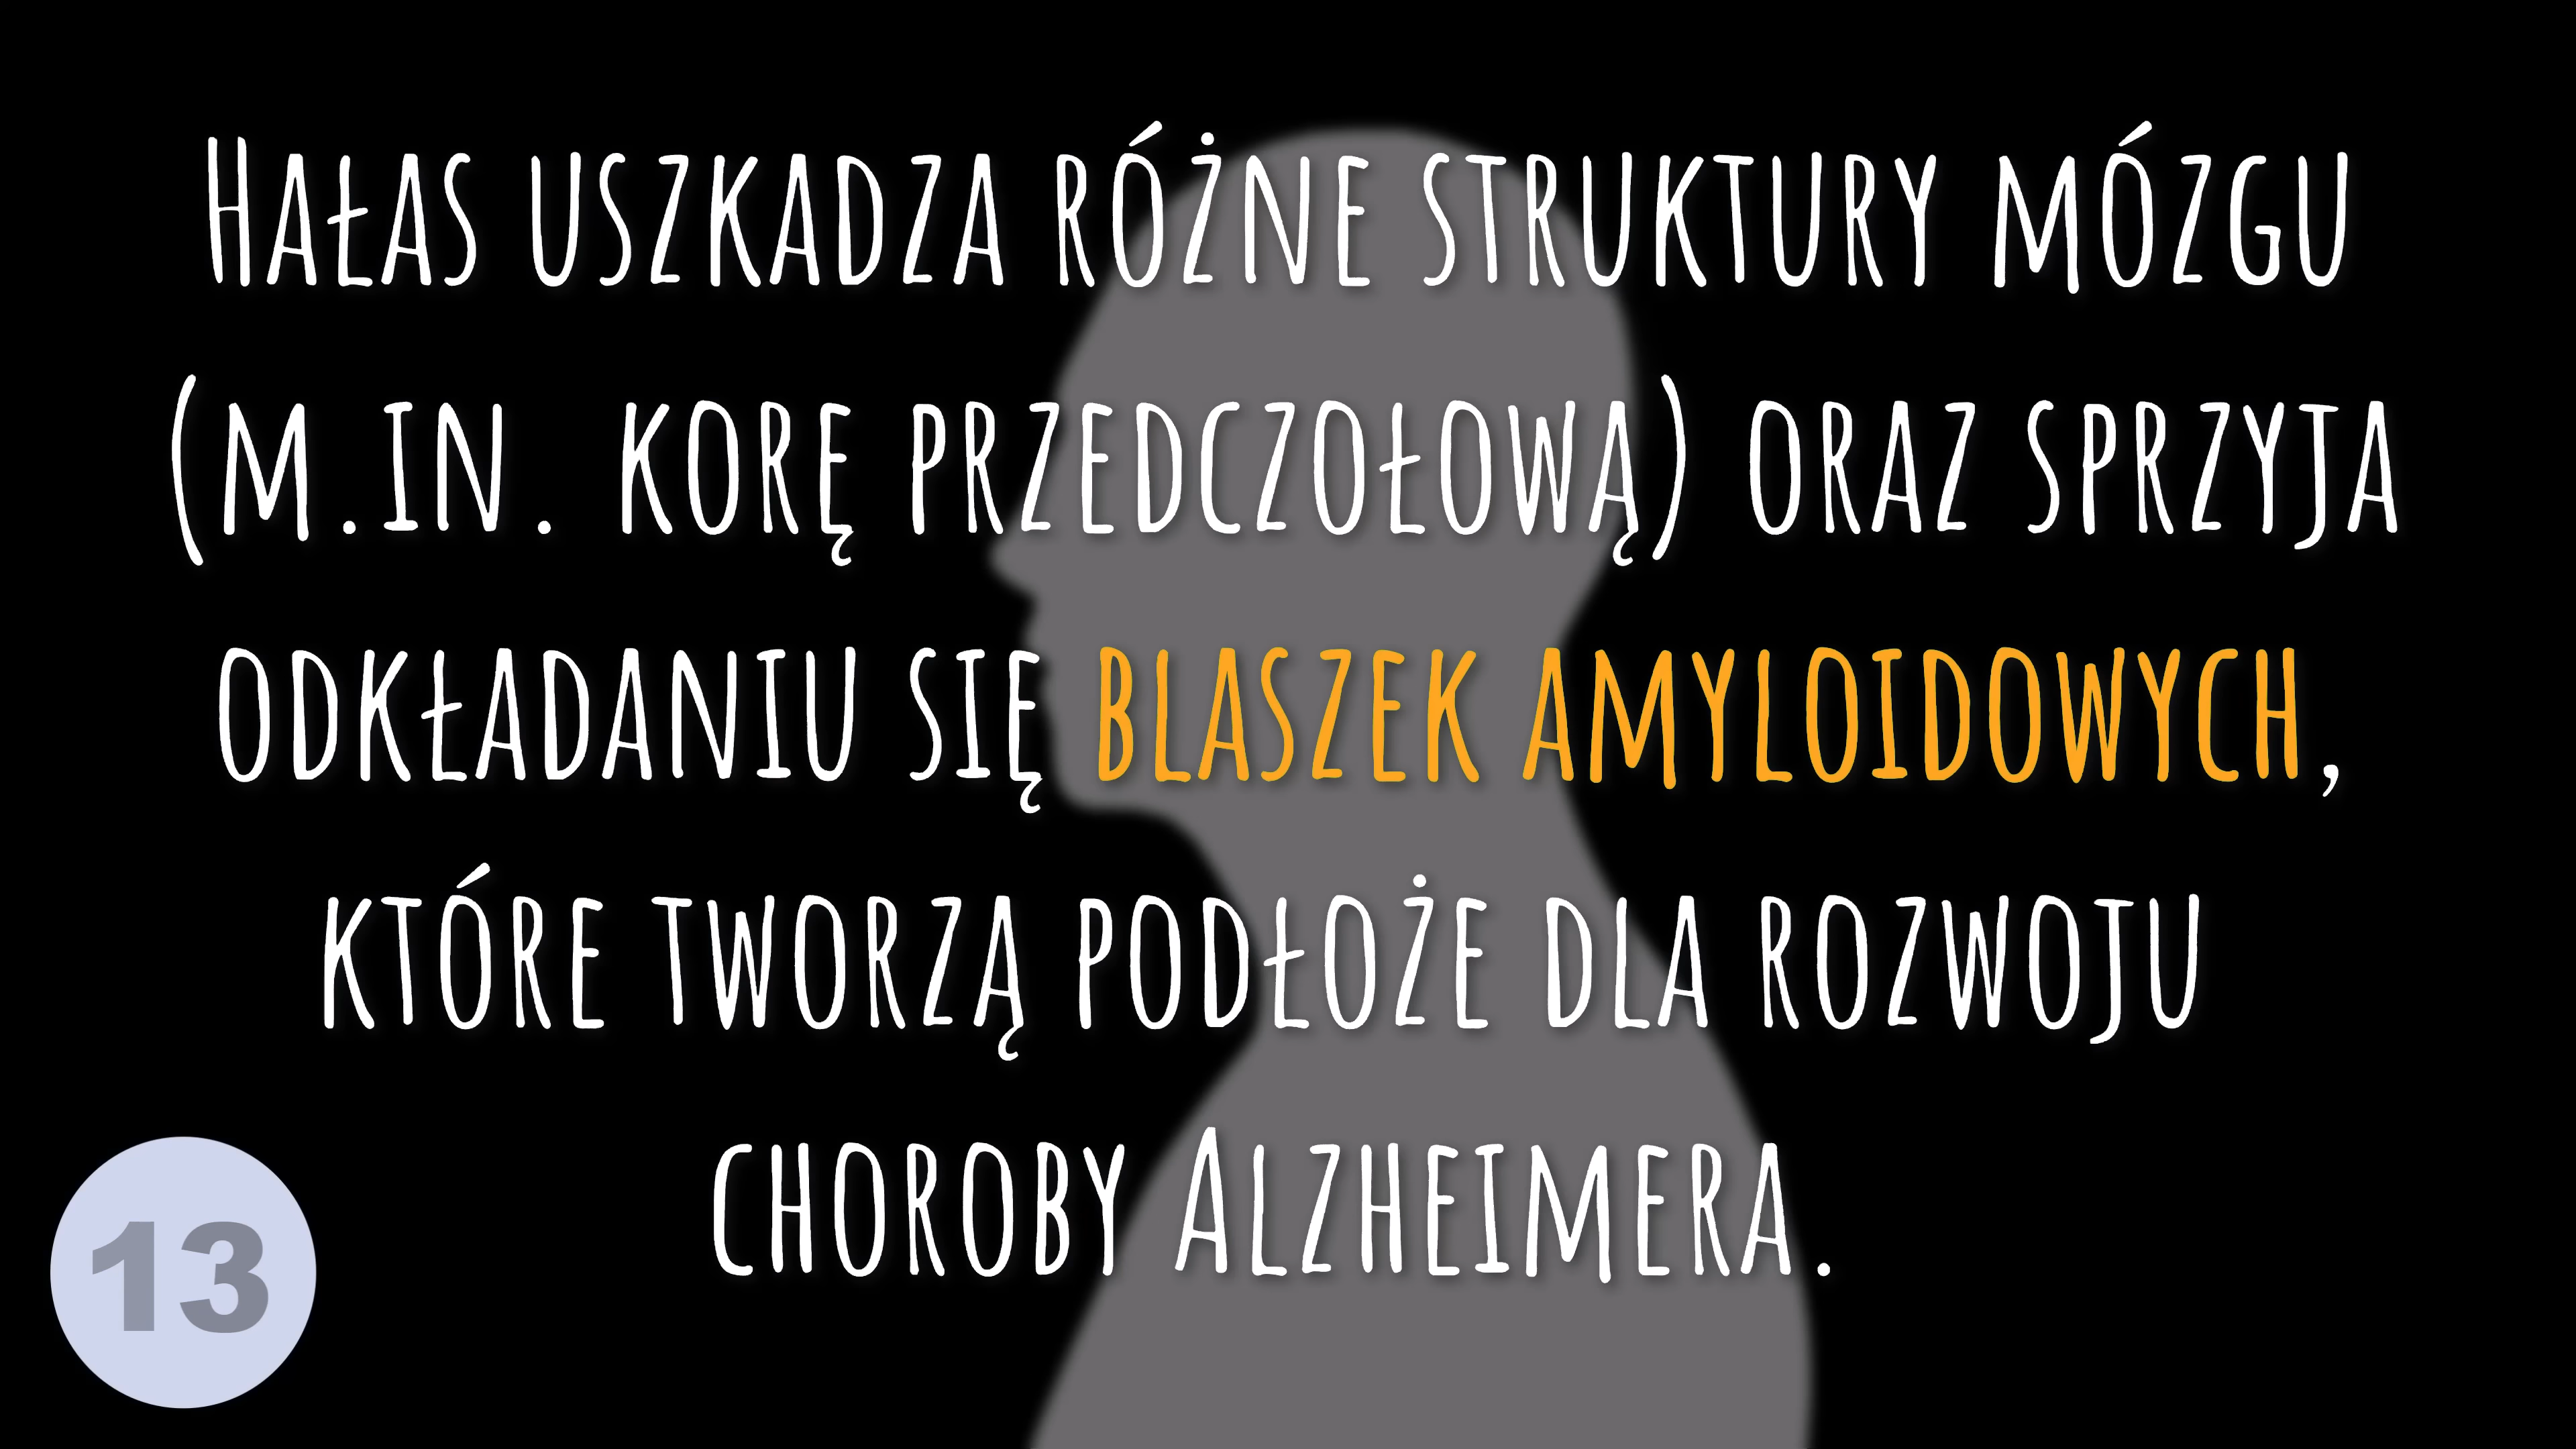 Hałas uszkadza różne struktury mózgu
(m.in. korę przedczołową) oraz sprzyja
odkładaniu się blaszek amyloidowych,
które tworzą podłoże dla rozwoju
choroby Alzheimera.
13